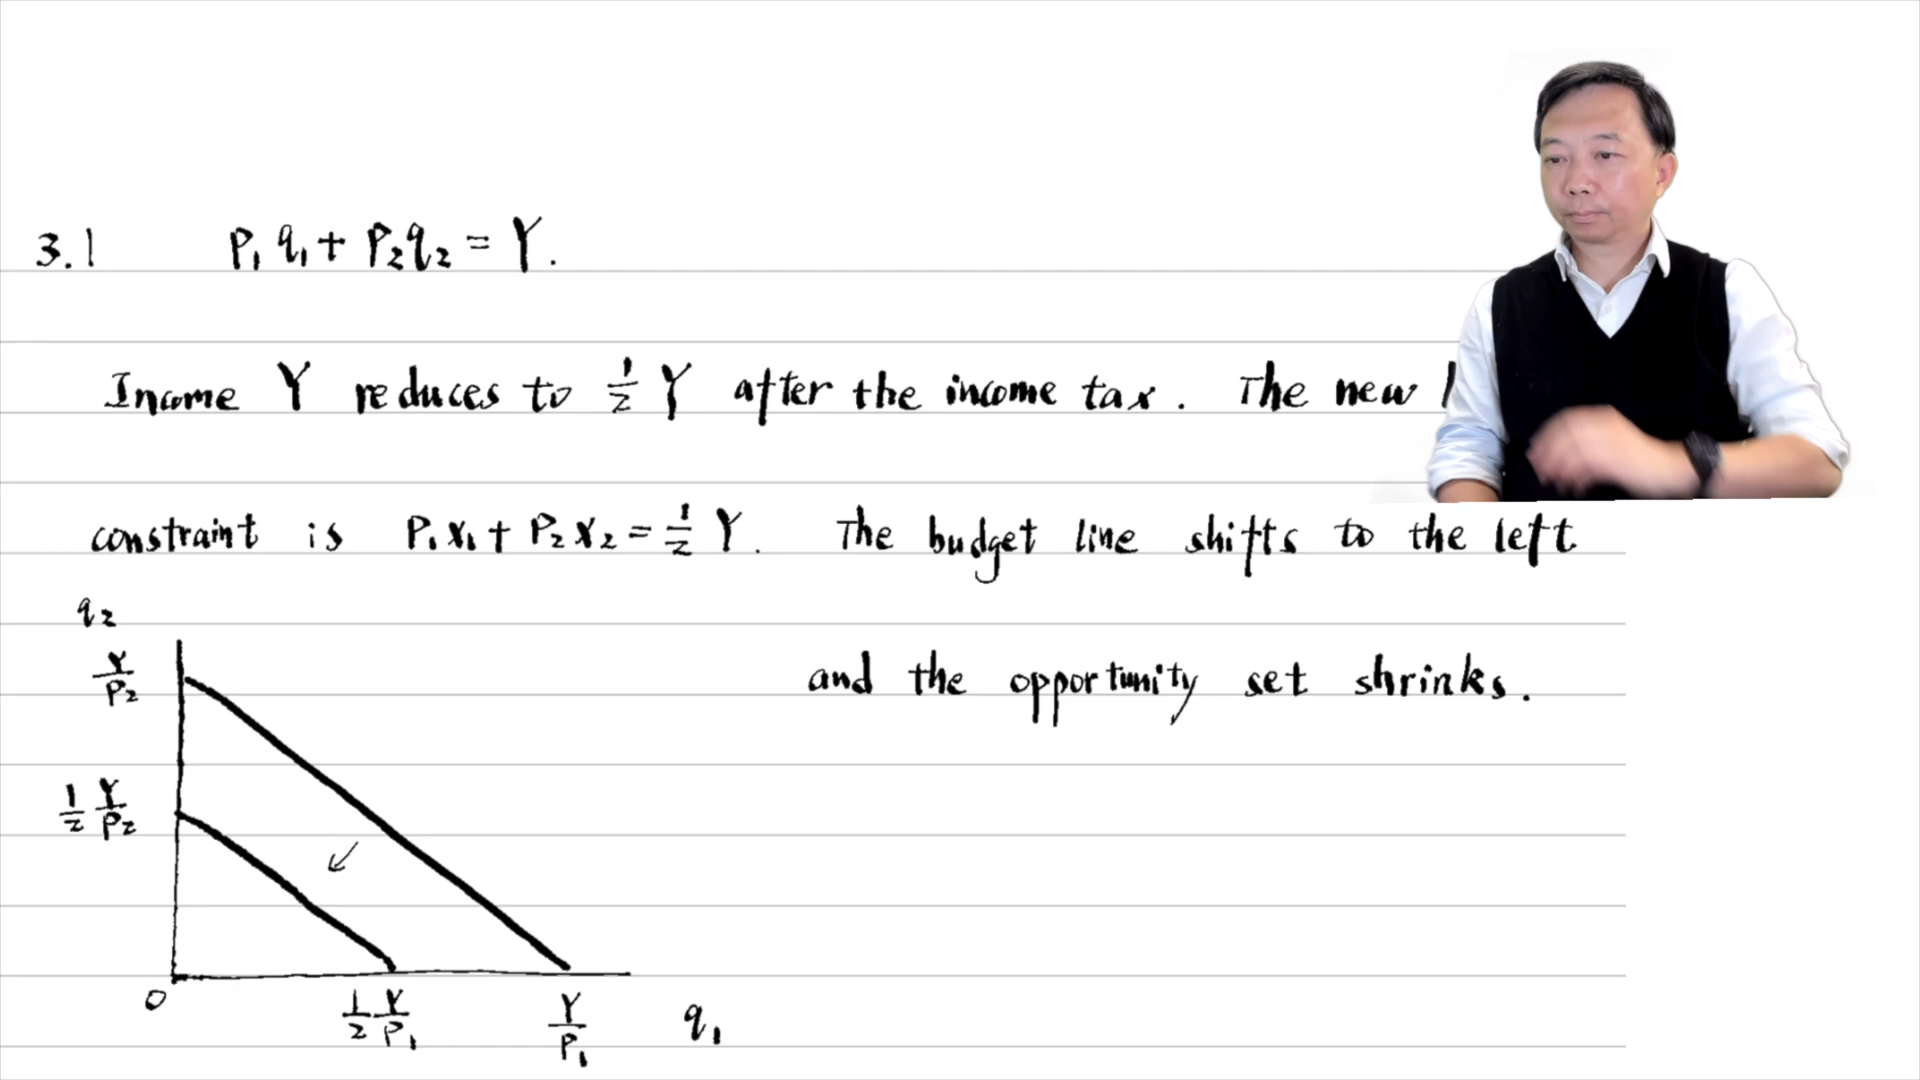 3.1 P₁q₁ + P₂q₂ = Y.
Income Y reduces to ½ Y after the income tax. The new
constraint is P₁x₁ + P₂x₂ = ½ Y. The budget line shifts to the left
and the opportunity set shrinks.
q₂
Y/P₂
½ Y/P₂
0
½ Y/P₁
Y/P₁
q₁